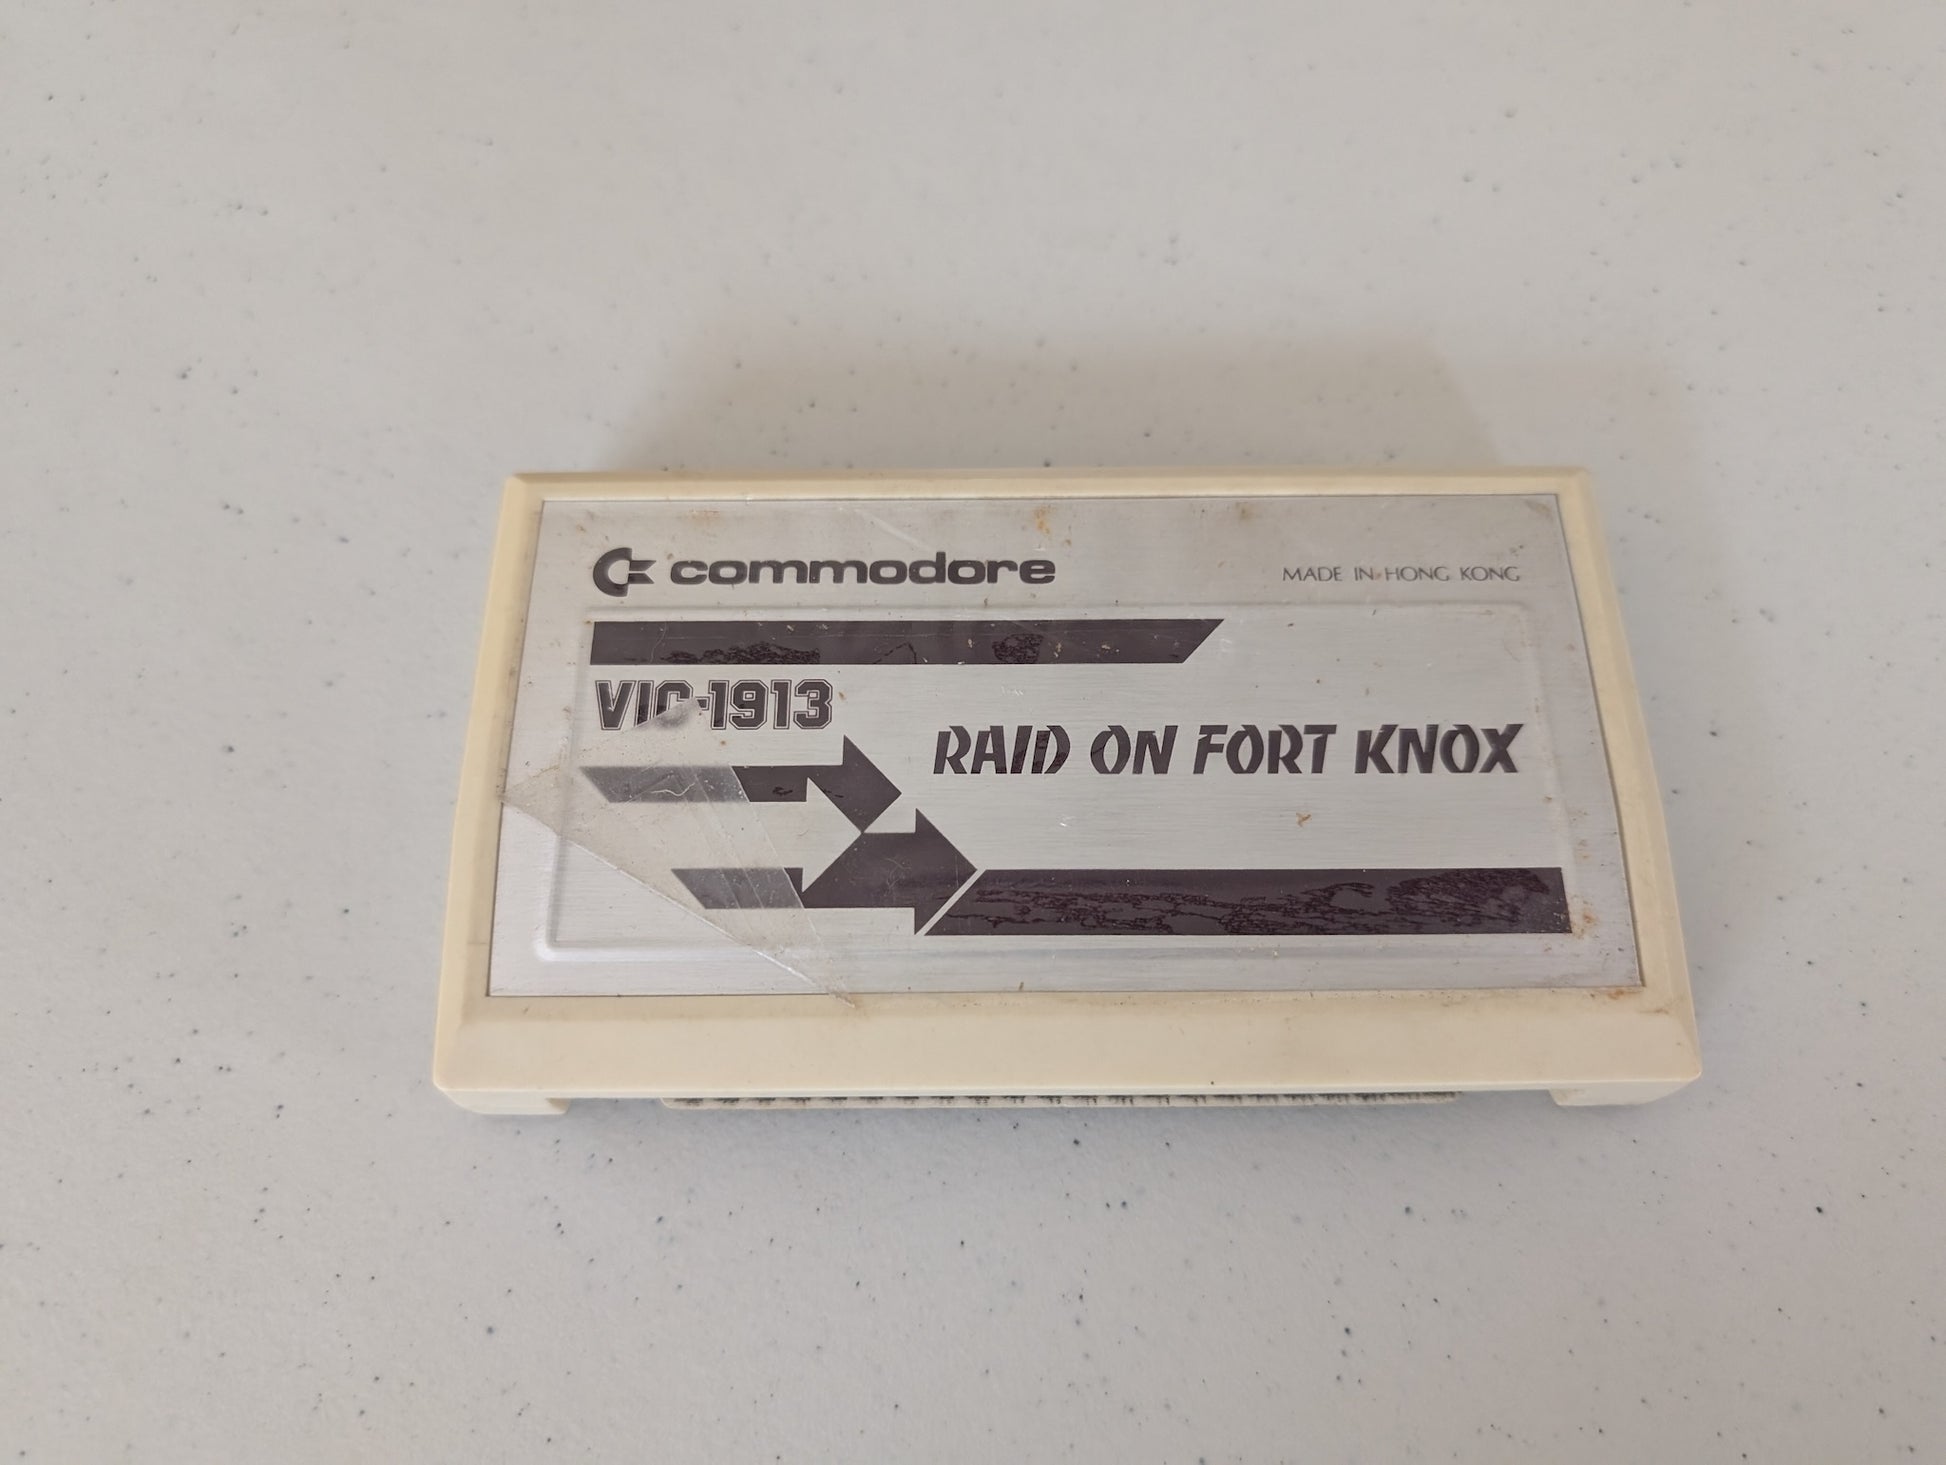 commodore
MADE IN HONG KONG
VIC-1913
RAID ON FORT KNOX